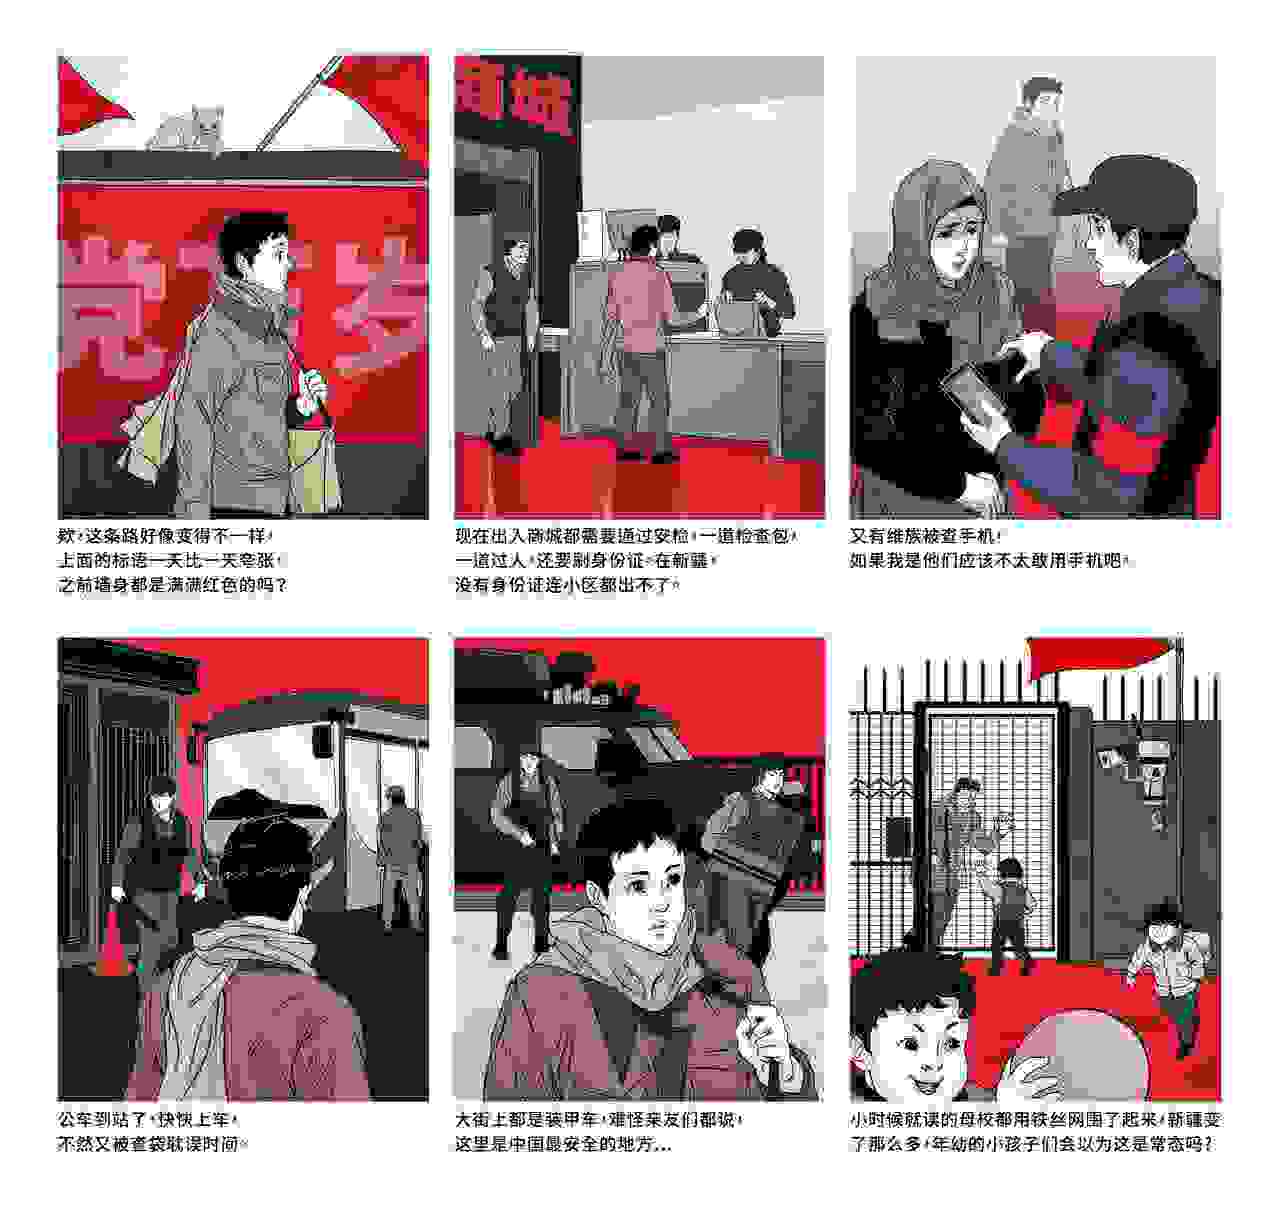 商城
党
岁
欸，这条路好像变得不一样，
上面的标语一天比一天夸张，
之前墙身都是满满红色的吗？
现在出入商城都需要通过安检，一道检查包，
一道过人，还要刷身份证。在新疆，
没有身份证连小区都出不了。
又有维族被查手机！
如果我是他们应该不太敢用手机吧。
公车到站了，快快上车，
不然又被查袋耽误时间。
大街上都是装甲车，难怪亲友们都说，
这里是中国最安全的地方...
小时候就读的母校都用铁丝网围了起来，新疆变
了那么多，年幼的小孩子们会以为这是常态吗？